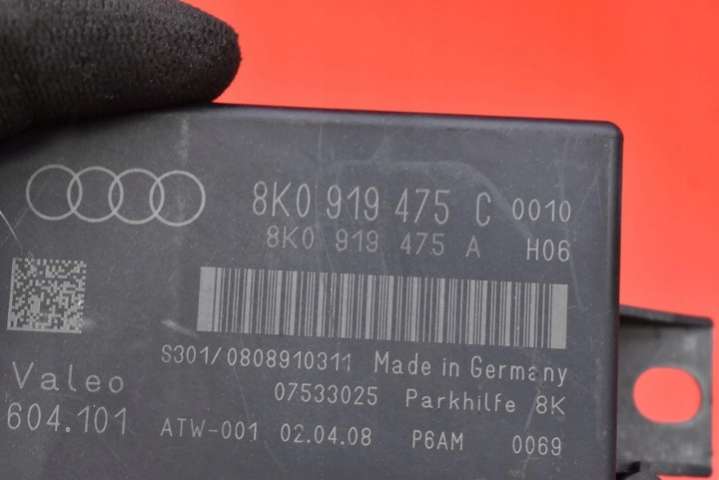 8K0 919 475 C 0010
8K0 919 475 A H06
S301/0808910311 Made in Germany
Valeo 07533025 Parkhilfe 8K
604.101 ATW-001 02.04.08 P6AM 0069